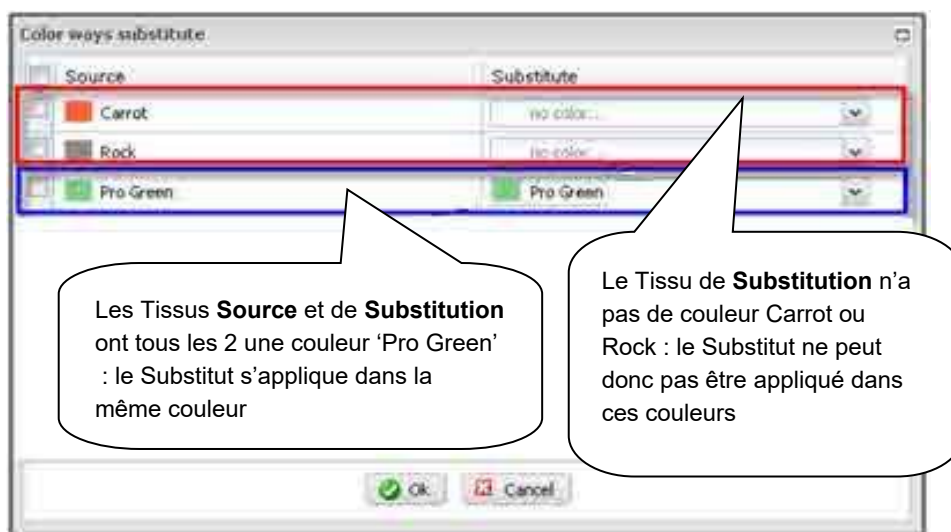 Color ways substitute
Source Substitute
Carrot no color...
Rock no color...
Pro Green Pro Green
Les Tissus Source et de Substitution
ont tous les 2 une couleur ‘Pro Green’
: le Substitut s’applique dans la
même couleur
Le Tissu de Substitution n’a
pas de couleur Carrot ou
Rock : le Substitut ne peut
donc pas être appliqué dans
ces couleurs
Ok Cancel